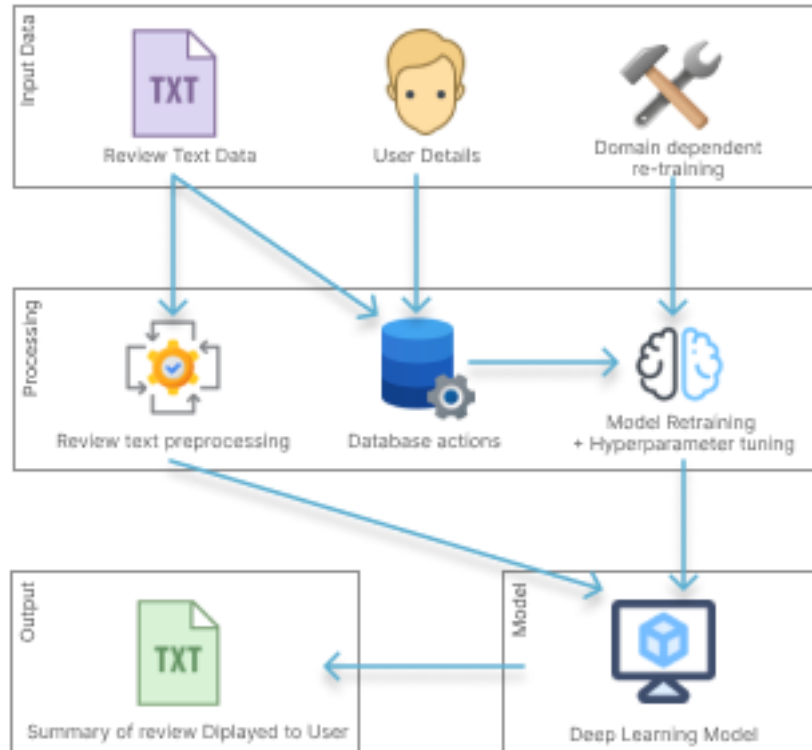 Input Data
TXT
Review Text Data
User Details
Domain dependent
re-training
Processing
Review text preprocessing
Database actions
Model Retraining
+ Hyperparameter tuning
Output
TXT
Summary of review Diplayed to User
Model
Deep Learning Model